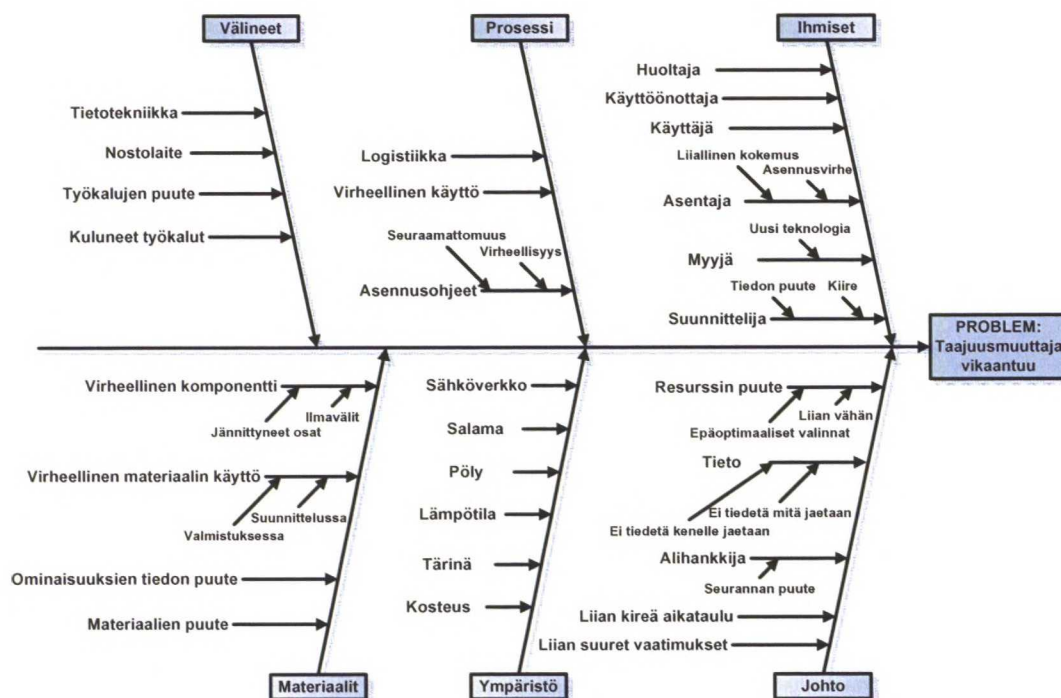 Välineet
Prosessi
Ihmiset
Tietotekniikka
Nostolaite
Työkalujen puute
Kuluneet työkalut
Logistiikka
Virheellinen käyttö
Seuraamattomuus
Virheellisyys
Asennusohjeet
Huoltaja
Käyttöönottaja
Käyttäjä
Liiallinen kokemus
Asennusvirhe
Asentaja
Uusi teknologia
Myyjä
Tiedon puute
Kiire
Suunnittelija
PROBLEM:
Taajuusmuuttaja
vikaantuu
Virheellinen komponentti
Ilmavälit
Jännittyneet osat
Virheellinen materiaalin käyttö
Suunnittelussa
Valmistuksessa
Ominaisuuksien tiedon puute
Materiaalien puute
Sähköverkko
Salama
Pöly
Lämpötila
Tärinä
Kosteus
Resurssin puute
Liian vähän
Epäoptimaaliset valinnat
Tieto
Ei tiedetä mitä jaetaan
Ei tiedetä kenelle jaetaan
Alihankkija
Seurannan puute
Liian kireä aikataulu
Liian suuret vaatimukset
Materiaalit
Ympäristö
Johto